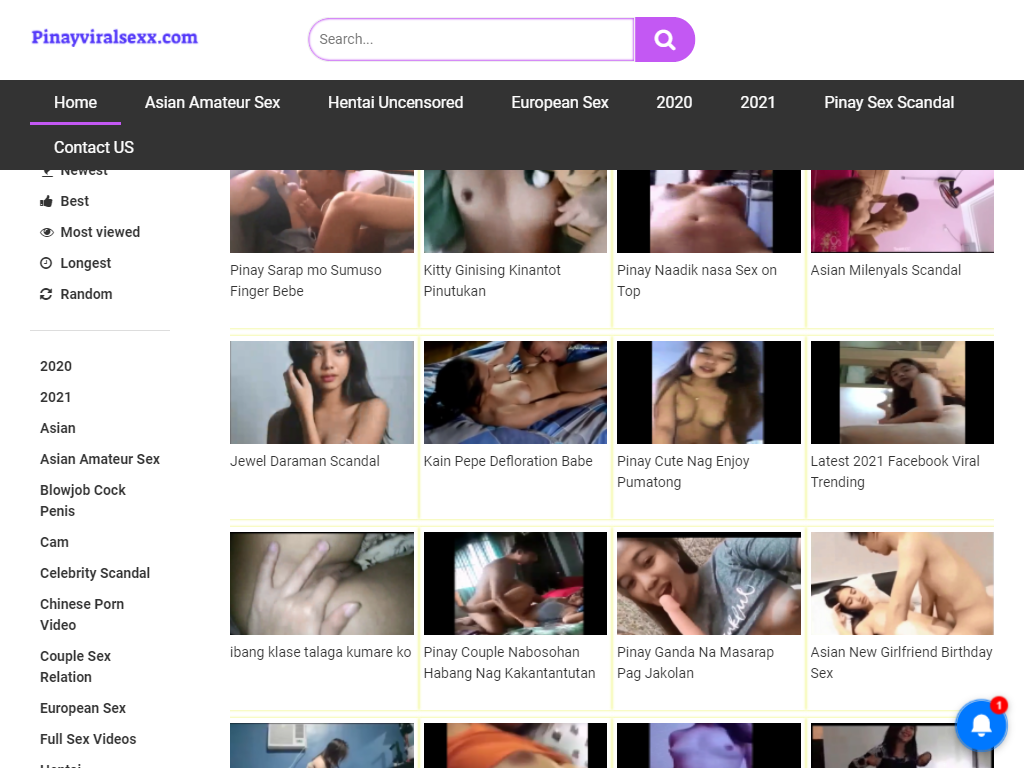 Pinayviralsexx.com
Search...
Home
Asian Amateur Sex
Hentai Uncensored
European Sex
2020
2021
Pinay Sex Scandal
Contact US
Newest
Best
Most viewed
Longest
Random
2020
2021
Asian
Asian Amateur Sex
Blowjob Cock
Penis
Cam
Celebrity Scandal
Chinese Porn
Video
Couple Sex
Relation
European Sex
Full Sex Videos
Hentai
Pinay Sarap mo Sumuso
Finger Bebe
Kitty Ginising Kinantot
Pinutukan
Pinay Naadik nasa Sex on
Top
Asian Milenyals Scandal
Jewel Daraman Scandal
Kain Pepe Defloration Babe
Pinay Cute Nag Enjoy
Pumatong
Latest 2021 Facebook Viral
Trending
ibang klase talaga kumare ko
Pinay Couple Nabosohan
Habang Nag Kakantantutan
Pinay Ganda Na Masarap
Pag Jakolan
Asian New Girlfriend Birthday
Sex
1